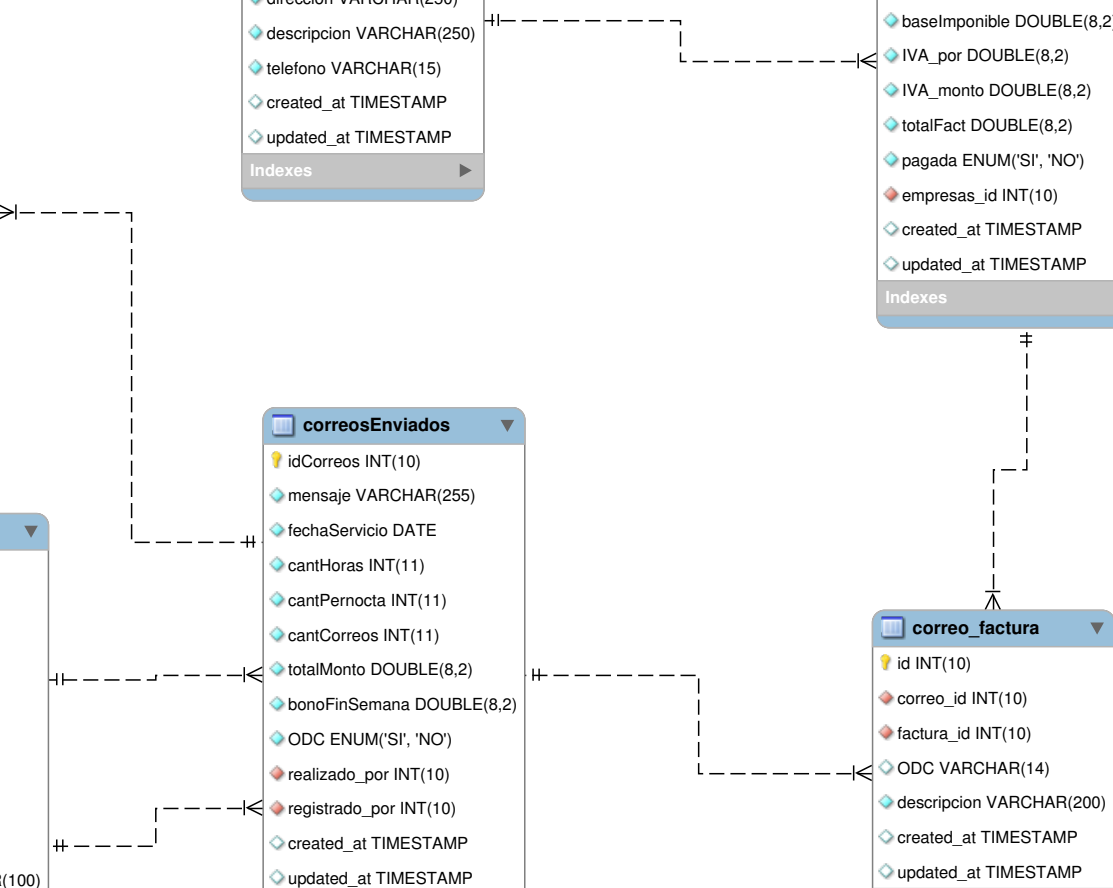 direccion VARCHAR(250)
descripcion VARCHAR(250)
telefono VARCHAR(15)
created_at TIMESTAMP
updated_at TIMESTAMP
Indexes
baseImponible DOUBLE(8,2)
IVA_por DOUBLE(8,2)
IVA_monto DOUBLE(8,2)
totalFact DOUBLE(8,2)
pagada ENUM('SI', 'NO')
empresas_id INT(10)
created_at TIMESTAMP
updated_at TIMESTAMP
Indexes
correosEnviados
idCorreos INT(10)
mensaje VARCHAR(255)
fechaServicio DATE
cantHoras INT(11)
cantPernocta INT(11)
cantCorreos INT(11)
totalMonto DOUBLE(8,2)
bonoFinSemana DOUBLE(8,2)
ODC ENUM('SI', 'NO')
realizado_por INT(10)
registrado_por INT(10)
created_at TIMESTAMP
updated_at TIMESTAMP
(100)
correo_factura
id INT(10)
correo_id INT(10)
factura_id INT(10)
ODC VARCHAR(14)
descripcion VARCHAR(200)
created_at TIMESTAMP
updated_at TIMESTAMP